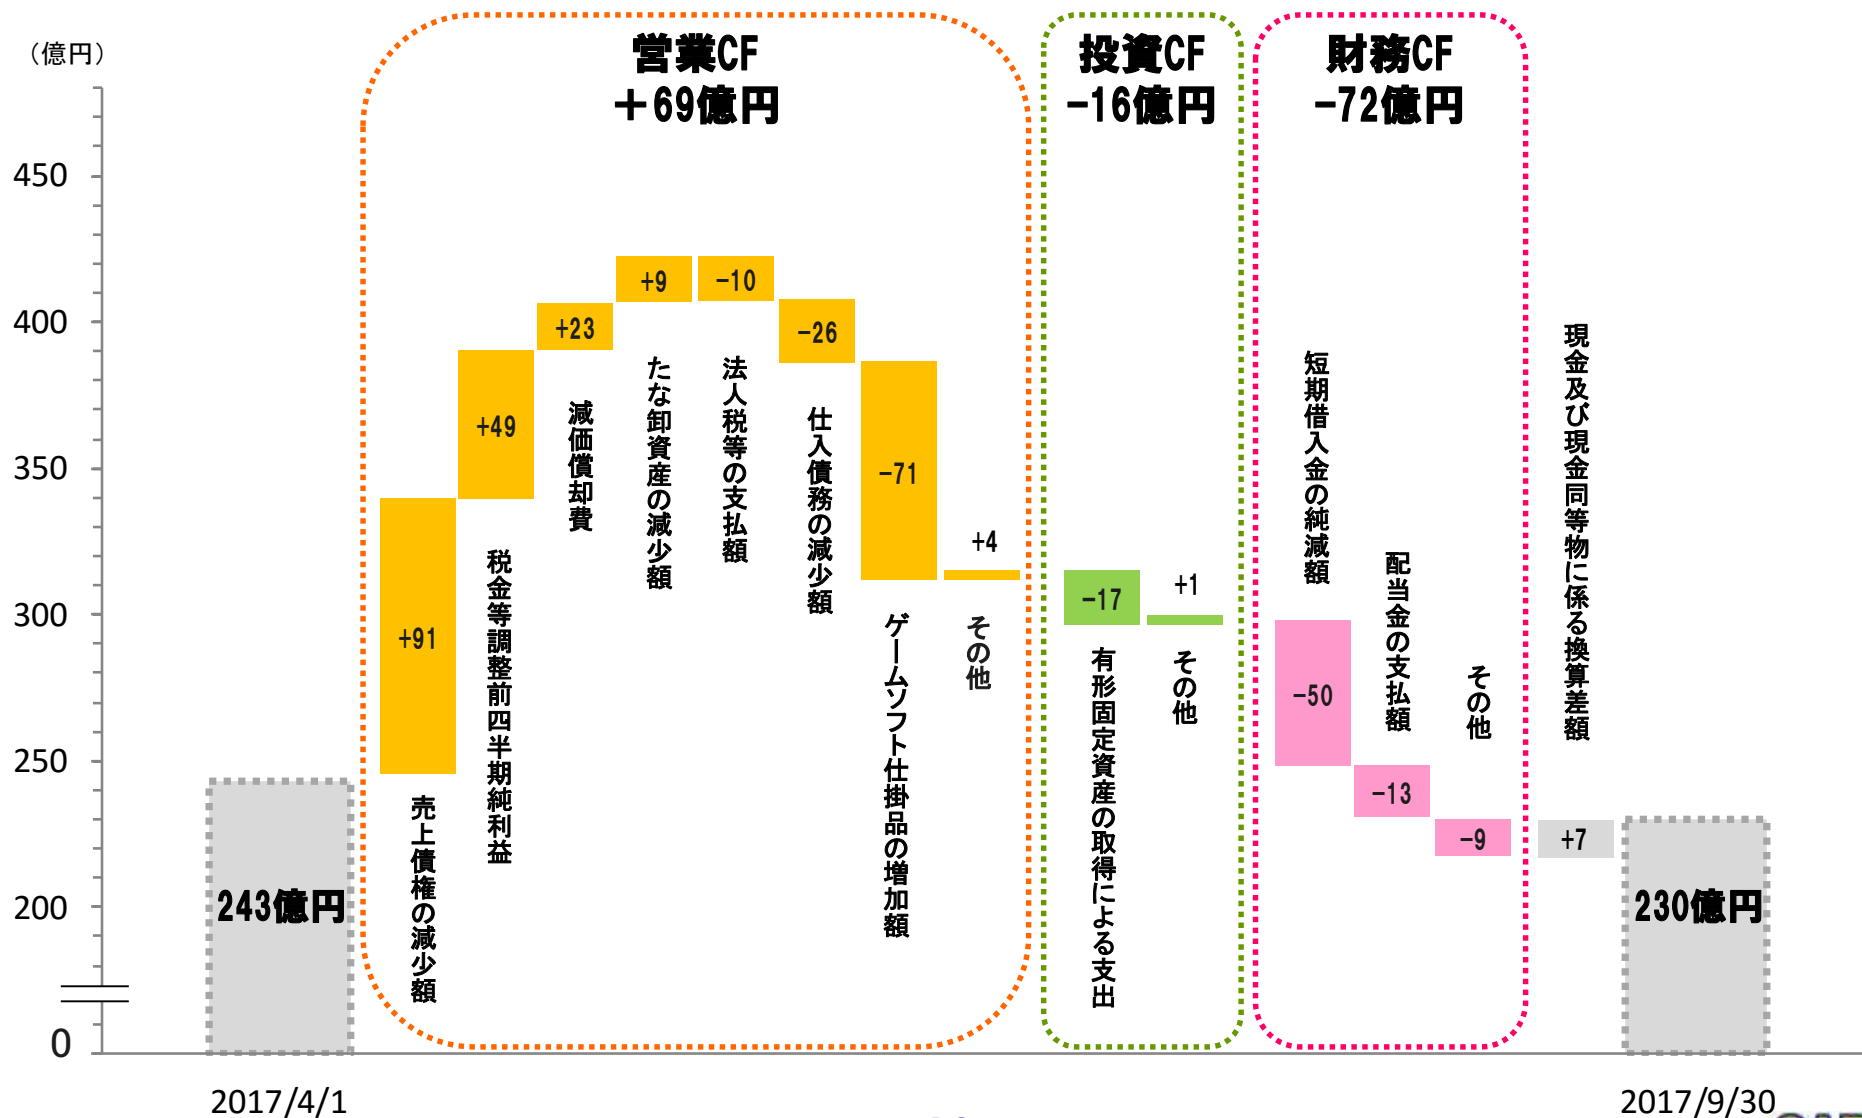 （億円）
営業CF
＋69億円
投資CF
-16億円
財務CF
-72億円
450
400
350
300
250
200
0
+91
+49
+23
+9
-10
-26
-71
+4
-17
+1
-50
-13
-9
+7
売上債権の減少額
税金等調整前四半期純利益
減価償却費
たな卸資産の減少額
法人税等の支払額
仕入債務の減少額
ゲームソフト仕掛品の増加額
その他
有形固定資産の取得による支出
その他
短期借入金の純減額
配当金の支払額
その他
現金及び現金同等物に係る換算差額
243億円
230億円
2017/4/1
2017/9/30